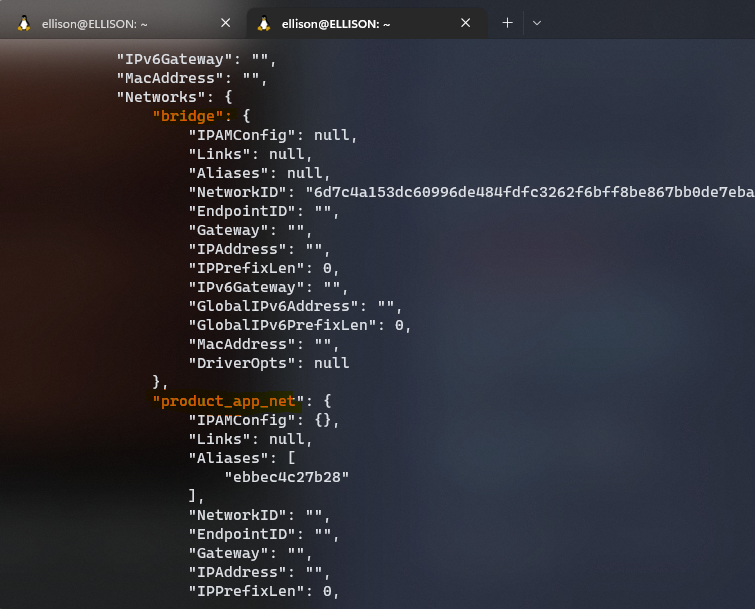 ellison@ELLISON: ~
ellison@ELLISON: ~
"IPv6Gateway": "",
"MacAddress": "",
"Networks": {
"bridge": {
"IPAMConfig": null,
"Links": null,
"Aliases": null,
"NetworkID": "6d7c4a153dc60996de484fdfc3262f6bff8be867bb0de7eba
"EndpointID": "",
"Gateway": "",
"IPAddress": "",
"IPPrefixLen": 0,
"IPv6Gateway": "",
"GlobalIPv6Address": "",
"GlobalIPv6PrefixLen": 0,
"MacAddress": "",
"DriverOpts": null
},
"product_app_net": {
"IPAMConfig": {},
"Links": null,
"Aliases": [
"ebbec4c27b28"
],
"NetworkID": "",
"EndpointID": "",
"Gateway": "",
"IPAddress": "",
"IPPrefixLen": 0,